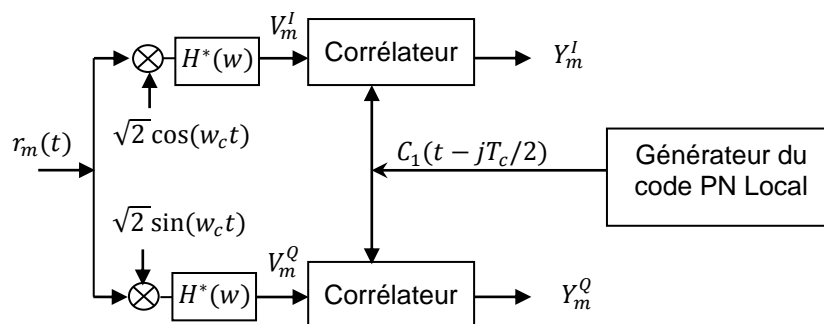 V_m^I
H^*(w)
Corrélateur
Y_m^I
√2 cos(w_c t)
r_m(t)
C_1(t − jT_c/2)
Générateur du
code PN Local
√2 sin(w_c t)
V_m^Q
H^*(w)
Corrélateur
Y_m^Q